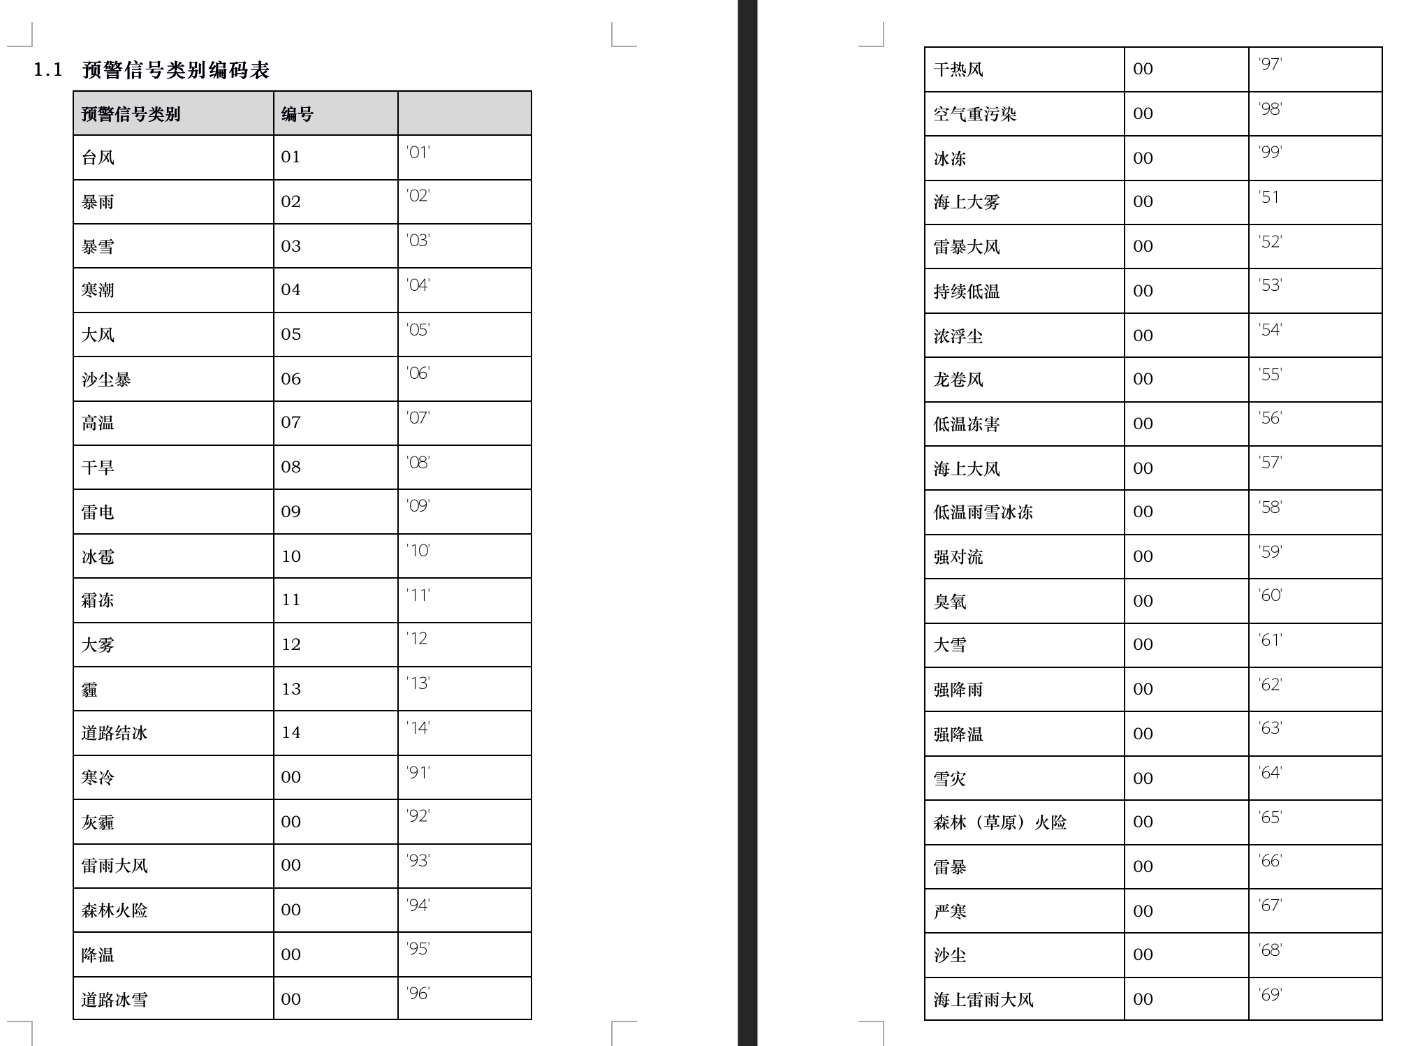 1.1 预警信号类别编码表
预警信号类别 编号
台风 01 '01'
暴雨 02 '02'
暴雪 03 '03'
寒潮 04 '04'
大风 05 '05'
沙尘暴 06 '06'
高温 07 '07'
干旱 08 '08'
雷电 09 '09'
冰雹 10 '10'
霜冻 11 '11'
大雾 12 '12
霾 13 '13'
道路结冰 14 '14'
寒冷 00 '91'
灰霾 00 '92'
雷雨大风 00 '93'
森林火险 00 '94'
降温 00 '95'
道路冰雪 00 '96'
干热风 00 '97'
空气重污染 00 '98'
冰冻 00 '99'
海上大雾 00 '51
雷暴大风 00 '52'
持续低温 00 '53'
浓浮尘 00 '54'
龙卷风 00 '55'
低温冻害 00 '56'
海上大风 00 '57'
低温雨雪冰冻 00 '58'
强对流 00 '59'
臭氧 00 '60'
大雪 00 '61'
强降雨 00 '62'
强降温 00 '63'
雪灾 00 '64'
森林（草原）火险 00 '65'
雷暴 00 '66'
严寒 00 '67'
沙尘 00 '68'
海上雷雨大风 00 '69'